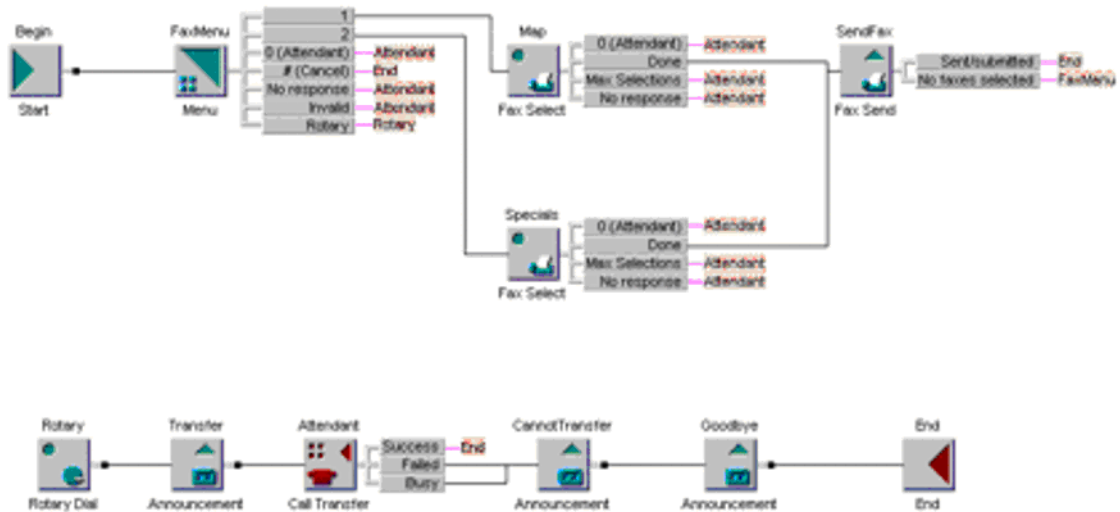 Begin
Start
FaxMenu
Menu
1
2
0 (Attendant) Attendant
# (Cancel) End
No response Attendant
Invalid Attendant
Rotary Rotary
Map
Fax Select
0 (Attendant) Attendant
Done
Max Selections Attendant
No response Attendant
SendFax
Fax Send
Sent/submitted End
No faxes selected FaxMenu
Specials
Fax Select
0 (Attendant) Attendant
Done
Max Selections Attendant
No response Attendant
Rotary
Rotary Dial
Transfer
Announcement
Attendant
Call Transfer
Success End
Failed
Busy
CannotTransfer
Announcement
Goodbye
Announcement
End
End